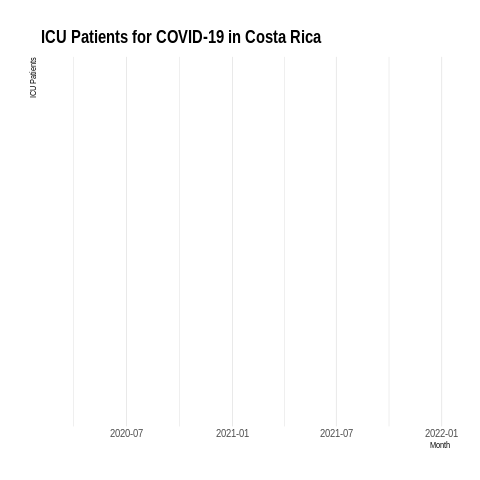 ICU Patients for COVID-19 in Costa Rica
ICU Patients
2020-07 2021-01 2021-07 2022-01
Month